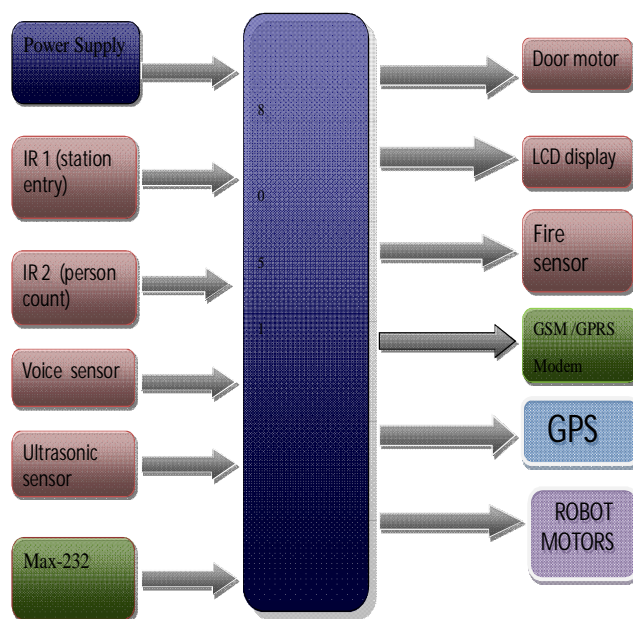 Power Supply
IR 1 (station
entry)
IR 2 (person
count)
Voice sensor
Ultrasonic
sensor
Max-232
8
0
5
1
Door motor
LCD display
Fire
sensor
GSM /GPRS
Modem
GPS
ROBOT
MOTORS